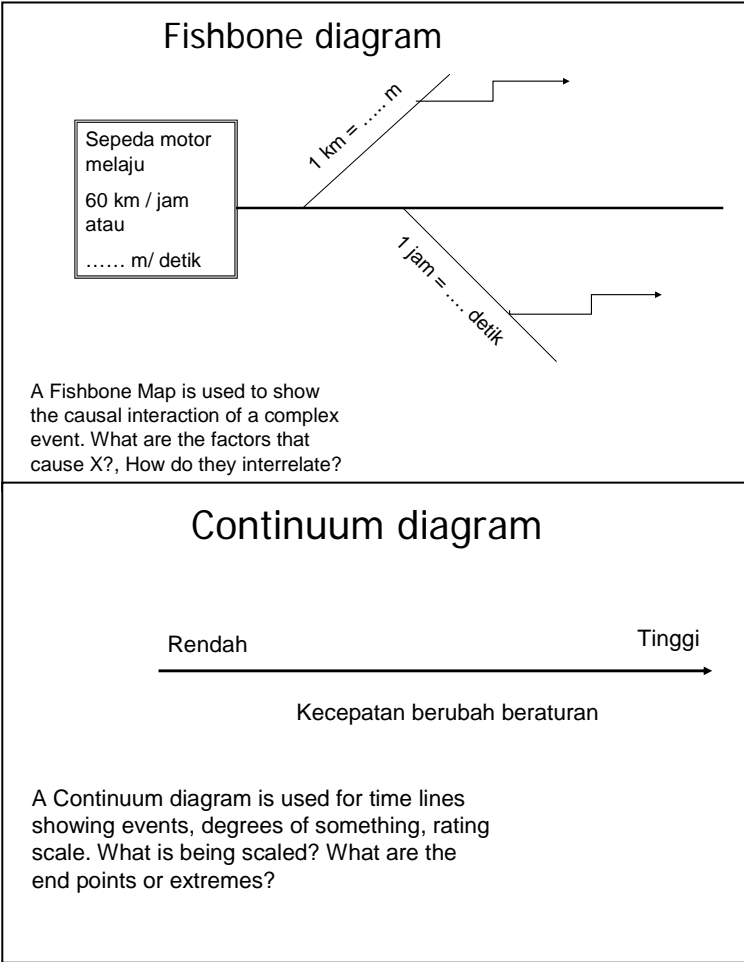 Fishbone diagram
1 km = ..... m
Sepeda motor
melaju
60 km / jam
atau
...... m/ detik
1 jam = .... detik
A Fishbone Map is used to show
the causal interaction of a complex
event. What are the factors that
cause X?, How do they interrelate?
Continuum diagram
Rendah
Tinggi
Kecepatan berubah beraturan
A Continuum diagram is used for time lines
showing events, degrees of something, rating
scale. What is being scaled? What are the
end points or extremes?